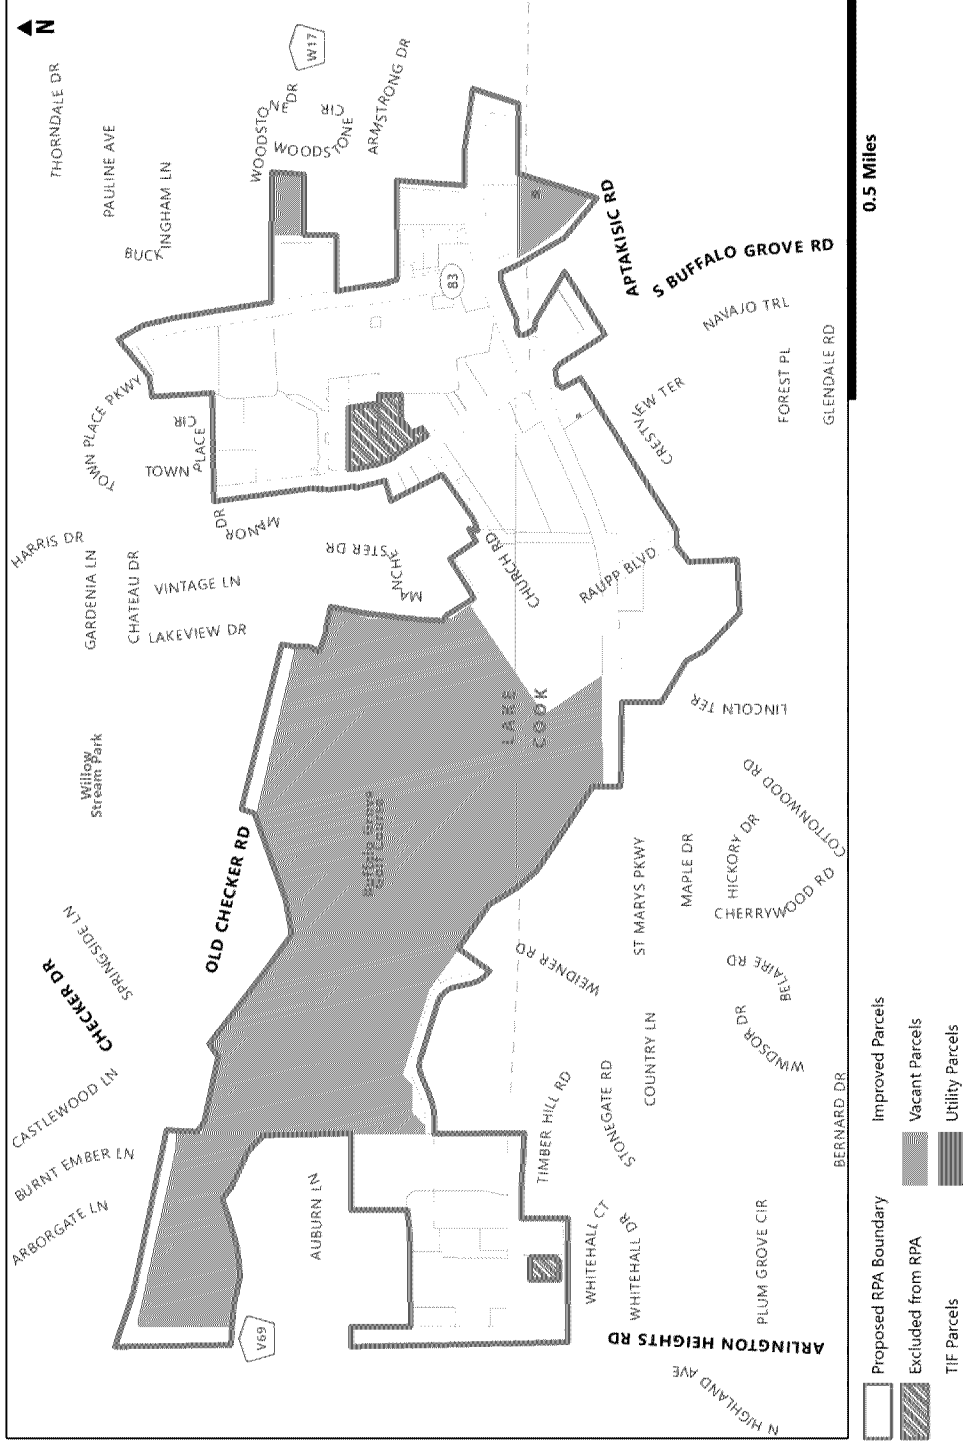 N
THORNDALE DR
PAULINE AVE
BUCKINGHAM LN
WOODSTONE DR
WOODSTONE CIR
W17
ARMSTRONG DR
83
APTAKISIC RD
S BUFFALO GROVE RD
NAVAJO TRL
FOREST PL
GLENDALE RD
CRESTVIEW TER
TOWN PLACE PKWY
TOWN PLACE CIR
HARRIS DR
GARDENIA LN
CHATEAU DR
VINTAGE LN
LAKEVIEW DR
MANOR DR
MANCHESTER DR
CHURCH RD
RAUPP BLVD
LINCOLN TER
LAKE
COOK
Willow
Stream Park
Buffalo Grove
Golf Course
OLD CHECKER RD
CHECKER DR
SPRINGSIDE LN
CASTLEWOOD LN
BURNT EMBER LN
ARBORGATE LN
AUBURN LN
V69
WEIDNER RD
ST MARYS PKWY
MAPLE DR
HICKORY DR
CHERRYWOOD RD
COTTONWOOD RD
BELAIRE RD
WINDSOR DR
COUNTRY LN
STONEGATE RD
TIMBER HILL RD
WHITEHALL CT
WHITEHALL DR
PLUM GROVE CIR
BERNARD DR
ARLINGTON HEIGHTS RD
N HIGHLAND AVE
0.5 Miles
Proposed RPA Boundary
Excluded from RPA
TIF Parcels
Improved Parcels
Vacant Parcels
Utility Parcels